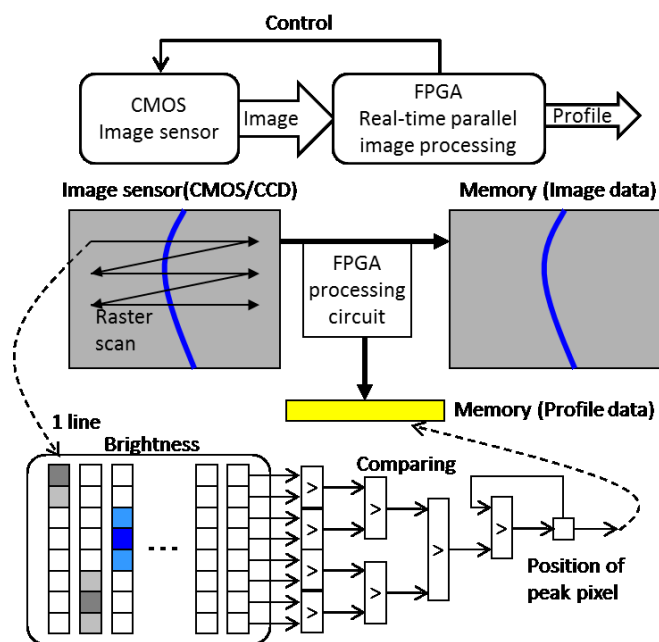 Control
CMOS
Image sensor
Image
FPGA
Real-time parallel
image processing
Profile
Image sensor(CMOS/CCD)
Memory (Image data)
Raster
scan
FPGA
processing
circuit
Memory (Profile data)
1 line
Brightness
Comparing
>
>
>
>
>
>
>
>
Position of
peak pixel